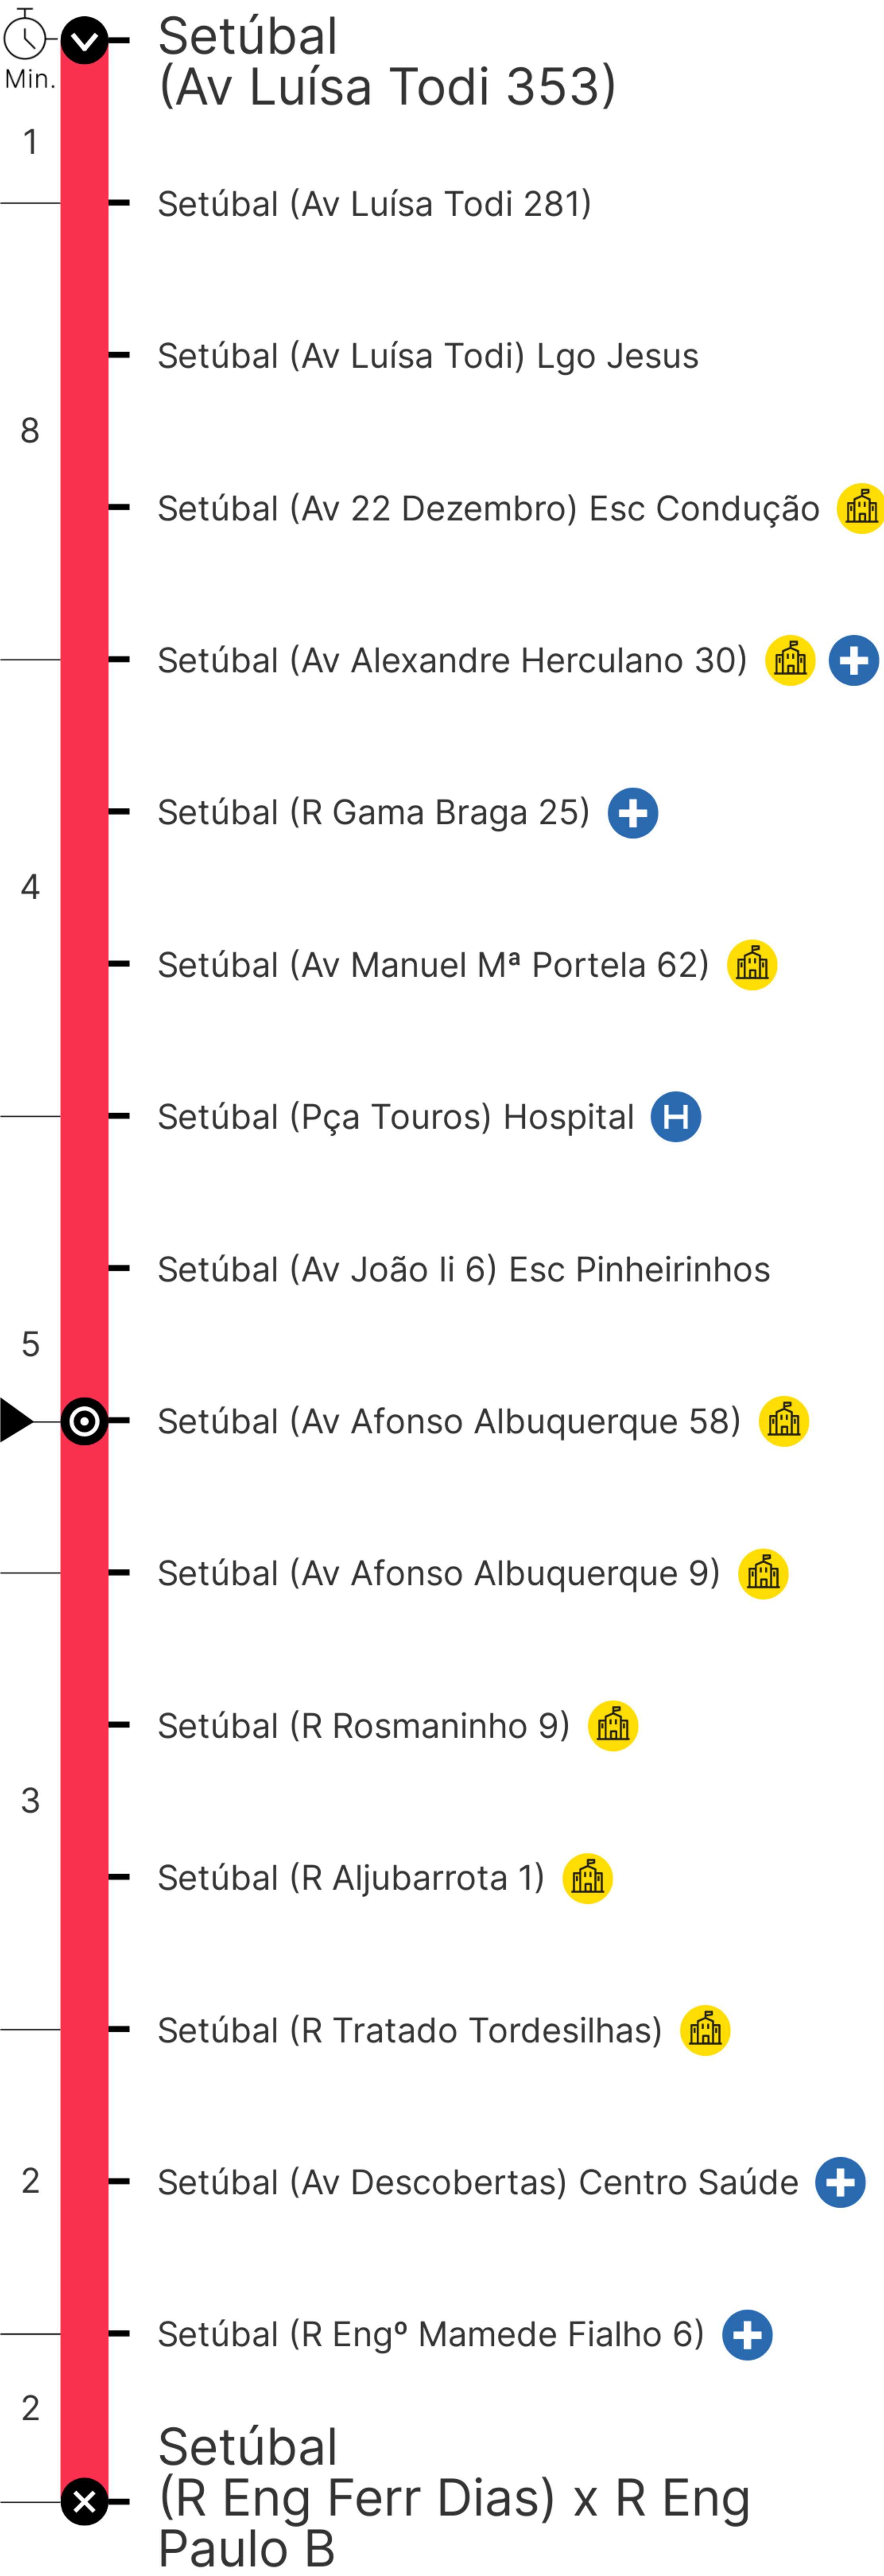 Setúbal
(Av Luísa Todi 353)
Min.
1
Setúbal (Av Luísa Todi 281)
Setúbal (Av Luísa Todi) Lgo Jesus
8
Setúbal (Av 22 Dezembro) Esc Condução
Setúbal (Av Alexandre Herculano 30)
Setúbal (R Gama Braga 25)
4
Setúbal (Av Manuel Mª Portela 62)
Setúbal (Pça Touros) Hospital H
Setúbal (Av João Ii 6) Esc Pinheirinhos
5
Setúbal (Av Afonso Albuquerque 58)
Setúbal (Av Afonso Albuquerque 9)
Setúbal (R Rosmaninho 9)
3
Setúbal (R Aljubarrota 1)
Setúbal (R Tratado Tordesilhas)
2 Setúbal (Av Descobertas) Centro Saúde
Setúbal (R Engº Mamede Fialho 6)
2
Setúbal
(R Eng Ferr Dias) x R Eng
Paulo B